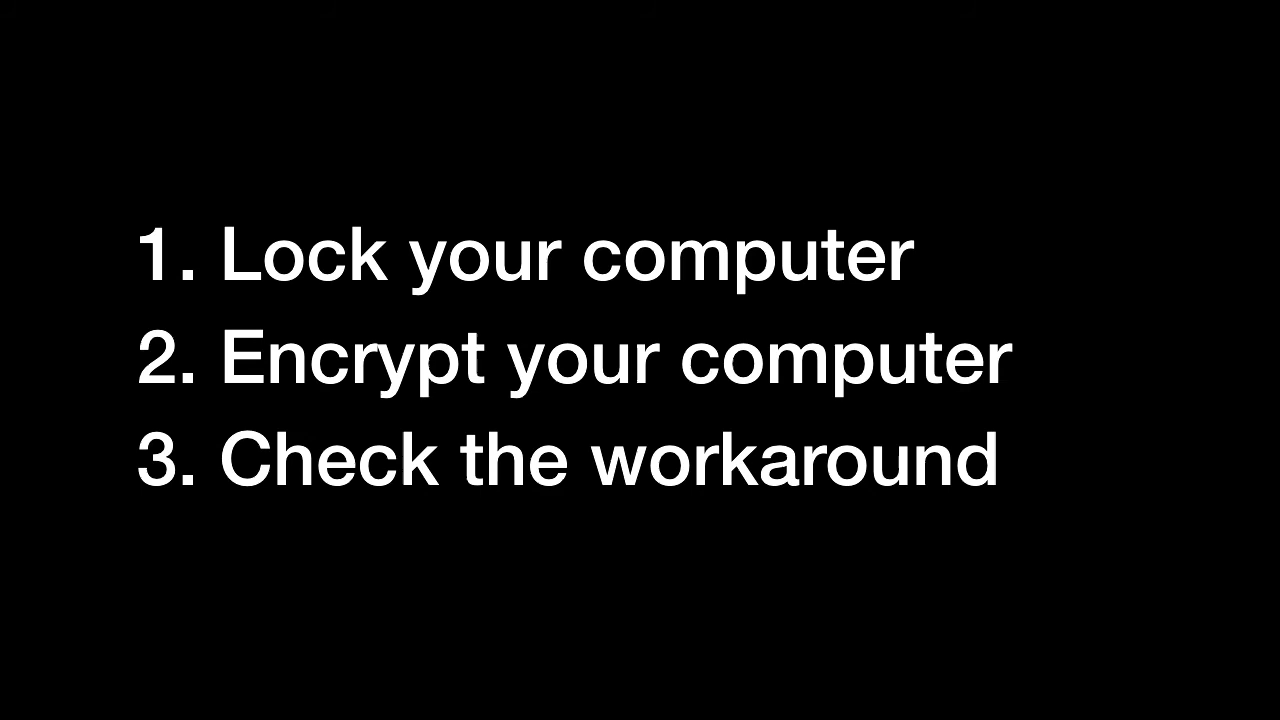 1. Lock your computer
2. Encrypt your computer
3. Check the workaround